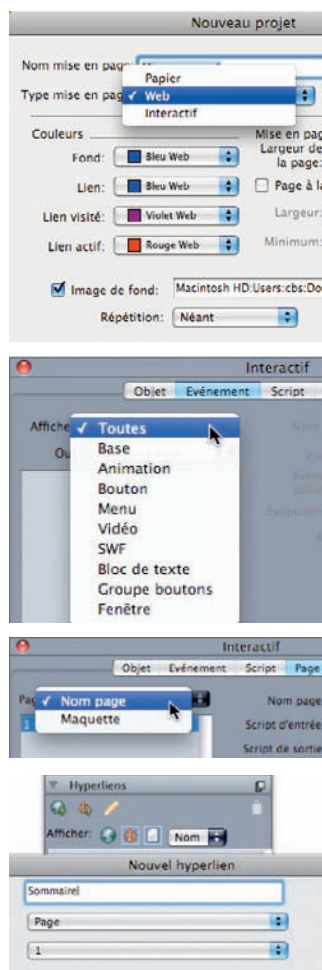 Nouveau projet
Nom mise en page
Papier
Type mise en pag ✓ Web
Interactif
Couleurs
Mise en pag
Fond: Bleu Web
Largeur de
la page:
Lien: Bleu Web
Page à la
Lien visité: Violet Web
Largeur:
Lien actif: Rouge Web
Minimum:
Image de fond: Macintosh HD:Users:cbs:Do
Répétition: Néant
Interactif
Objet Evénement Script
Affiche ✓ Toutes
Nom
Ou
Base
Animation
Bouton
Menu
Vidéo
SWF
Bloc de texte
Groupe boutons
Fenêtre
Interactif
Objet Evénement Script Page
Pag ✓ Nom page
Nom page
1 Maquette
Script d'entrée
Script de sortie
Hyperliens
Afficher: Nom
Nouvel hyperlien
Sommaire
Page
1